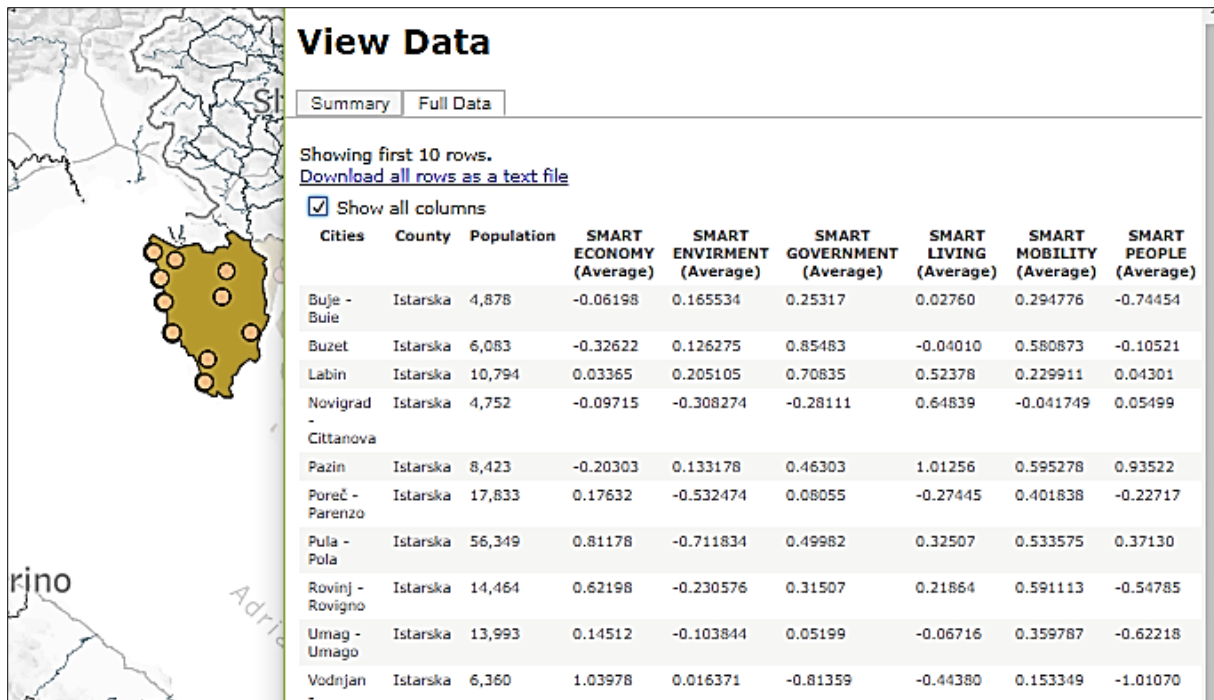 View Data
Summary Full Data
Showing first 10 rows.
Download all rows as a text file
Show all columns
Cities County Population SMART ECONOMY (Average) SMART ENVIRMENT (Average) SMART GOVERNMENT (Average) SMART LIVING (Average) SMART MOBILITY (Average) SMART PEOPLE (Average)
Buje - Buie Istarska 4,878 -0.06198 0.165534 0.25317 0.02760 0.294776 -0.74454
Buzet Istarska 6,083 -0.32622 0.126275 0.85483 -0.04010 0.580873 -0.10521
Labin Istarska 10,794 0.03365 0.205105 0.70835 0.52378 0.229911 0.04301
Novigrad - Cittanova Istarska 4,752 -0.09715 -0.308274 -0.28111 0.64839 -0.041749 0.05499
Pazin Istarska 8,423 -0.20303 0.133178 0.46303 1.01256 0.595278 0.93522
Poreč - Parenzo Istarska 17,833 0.17632 -0.532474 0.08055 -0.27445 0.401838 -0.22717
Pula - Pola Istarska 56,349 0.81178 -0.711834 0.49982 0.32507 0.533575 0.37130
Rovinj - Rovigno Istarska 14,464 0.62198 -0.230576 0.31507 0.21864 0.591113 -0.54785
Umag - Umago Istarska 13,993 0.14512 -0.103844 0.05199 -0.06716 0.359787 -0.62218
Vodnjan - Istarska 6,360 1.03978 0.016371 -0.81359 -0.44380 0.153349 -1.01070
Sl
rino
Adri